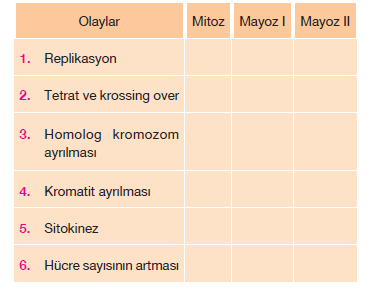 Olaylar Mitoz Mayoz I Mayoz II
1. Replikasyon
2. Tetrat ve krossing over
3. Homolog kromozom
ayrılması
4. Kromatit ayrılması
5. Sitokinez
6. Hücre sayısının artması